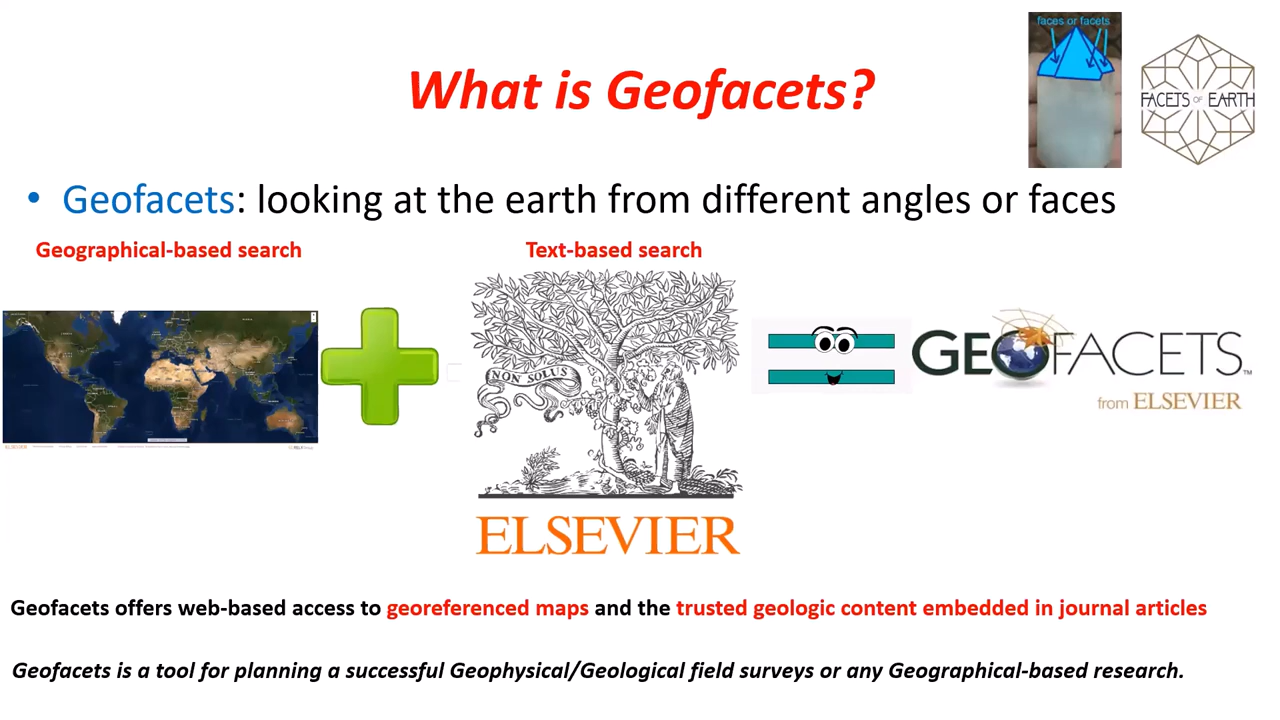 faces or facets
What is Geofacets?
FACETS OF EARTH
• Geofacets: looking at the earth from different angles or faces
Geographical-based search
Text-based search
NON SOLUS
GEOFACETS™
from ELSEVIER
ELSEVIER
ELSEVIER
Geofacets offers web-based access to georeferenced maps and the trusted geologic content embedded in journal articles
Geofacets is a tool for planning a successful Geophysical/Geological field surveys or any Geographical-based research.